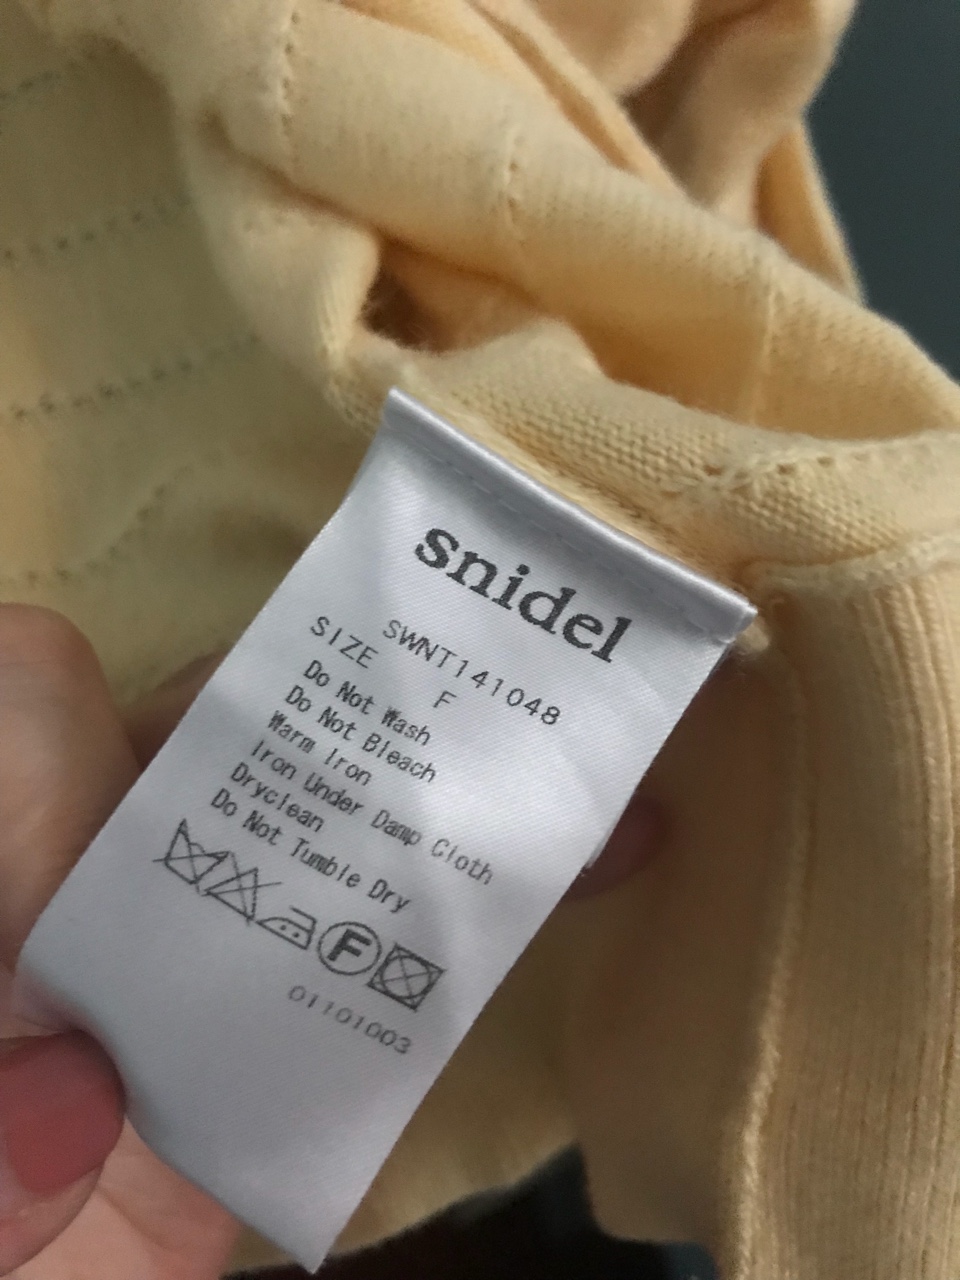 snidel
SWNT141048
SIZE F
Do Not Wash
Do Not Bleach
Warm Iron
Iron Under Damp Cloth
Dryclean
Do Not Tumble Dry
F
01101003